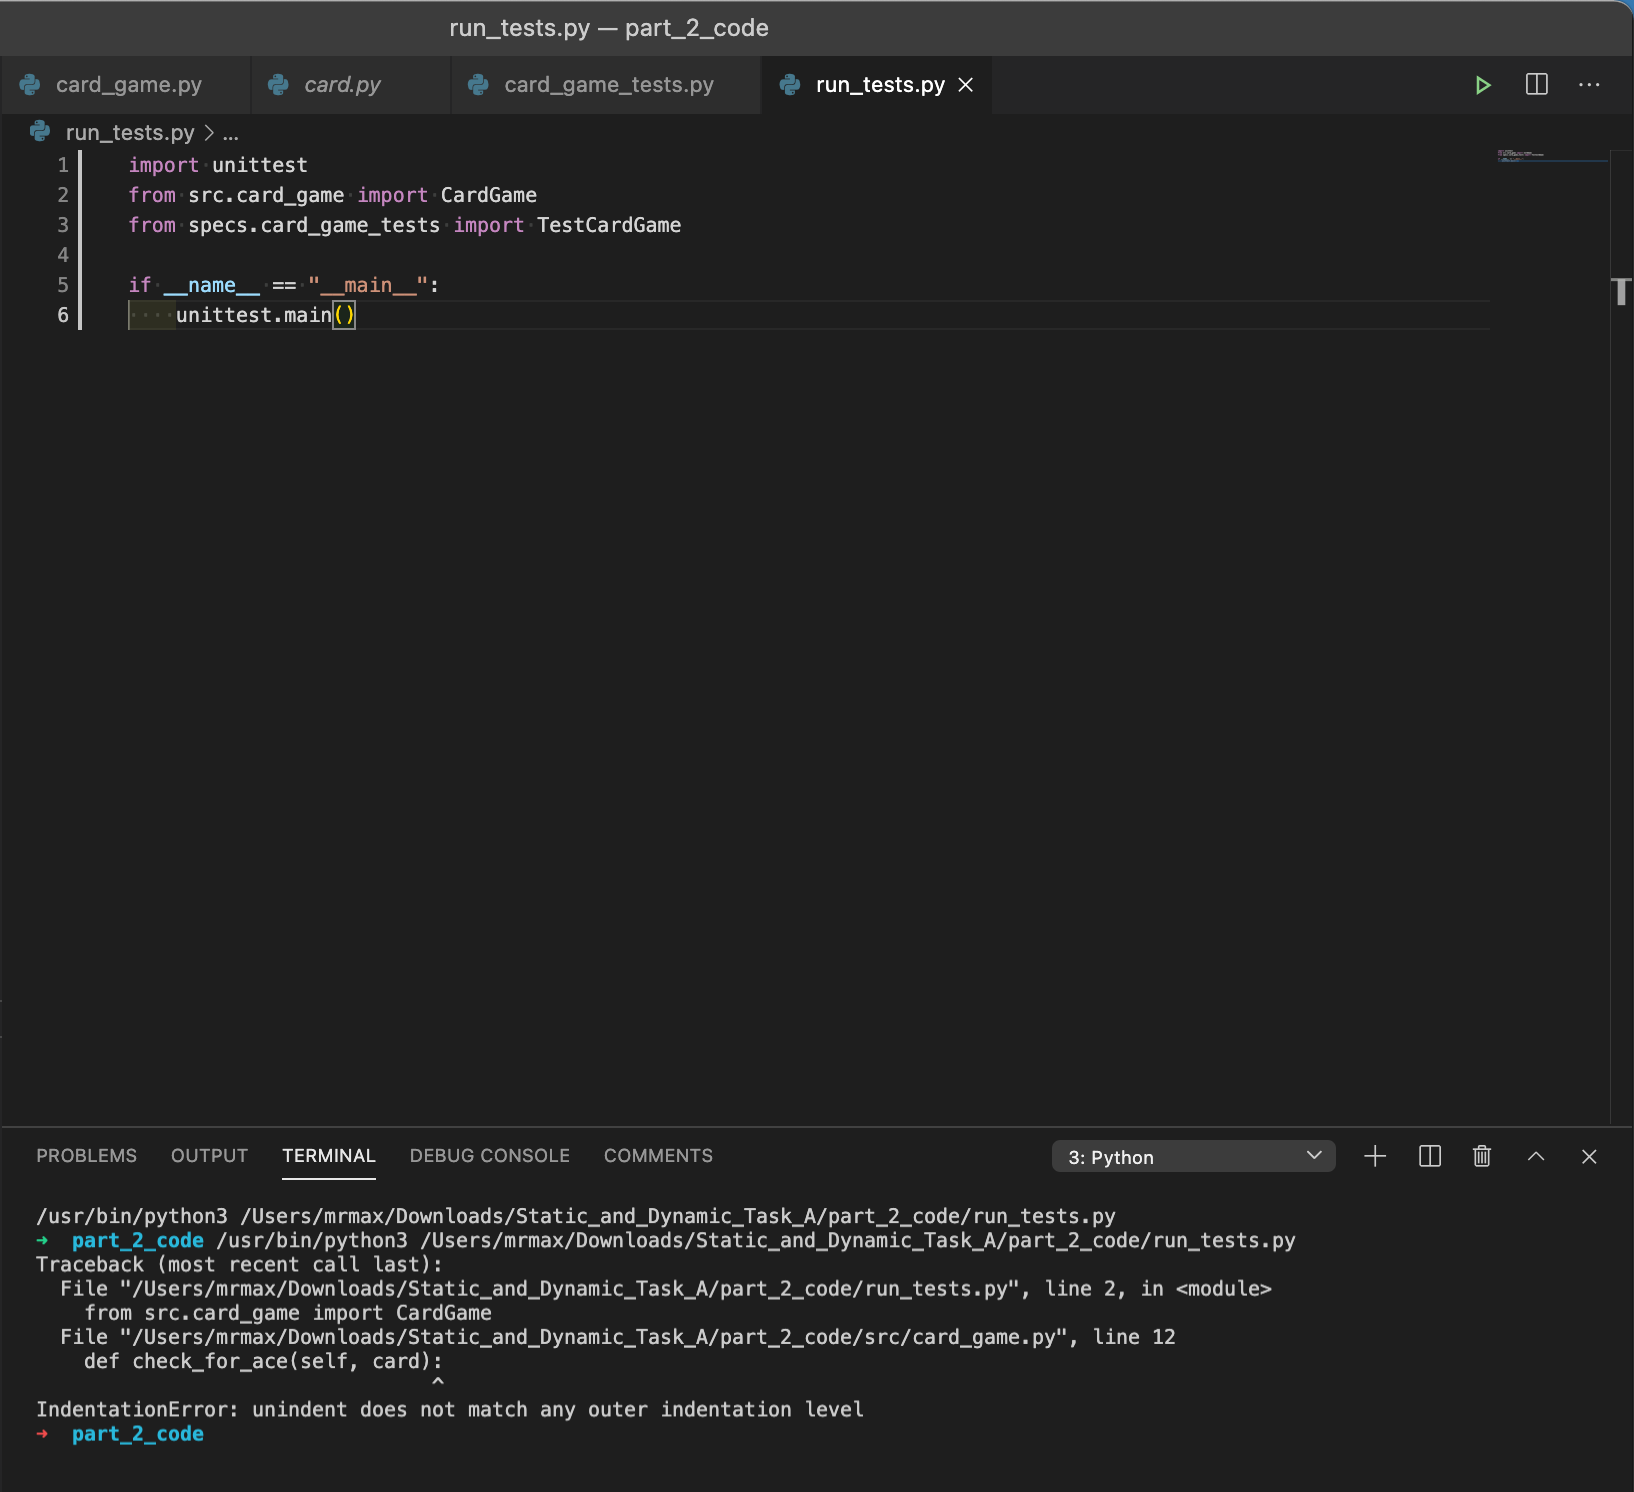 run_tests.py — part_2_code
card_game.py card.py card_game_tests.py run_tests.py
run_tests.py > ...
1 import unittest
2 from src.card_game import CardGame
3 from specs.card_game_tests import TestCardGame
4
5 if __name__ == "__main__":
6 unittest.main()
PROBLEMS OUTPUT TERMINAL DEBUG CONSOLE COMMENTS 3: Python
/usr/bin/python3 /Users/mrmax/Downloads/Static_and_Dynamic_Task_A/part_2_code/run_tests.py
➜ part_2_code /usr/bin/python3 /Users/mrmax/Downloads/Static_and_Dynamic_Task_A/part_2_code/run_tests.py
Traceback (most recent call last):
File "/Users/mrmax/Downloads/Static_and_Dynamic_Task_A/part_2_code/run_tests.py", line 2, in <module>
from src.card_game import CardGame
File "/Users/mrmax/Downloads/Static_and_Dynamic_Task_A/part_2_code/src/card_game.py", line 12
def check_for_ace(self, card):
^
IndentationError: unindent does not match any outer indentation level
➜ part_2_code